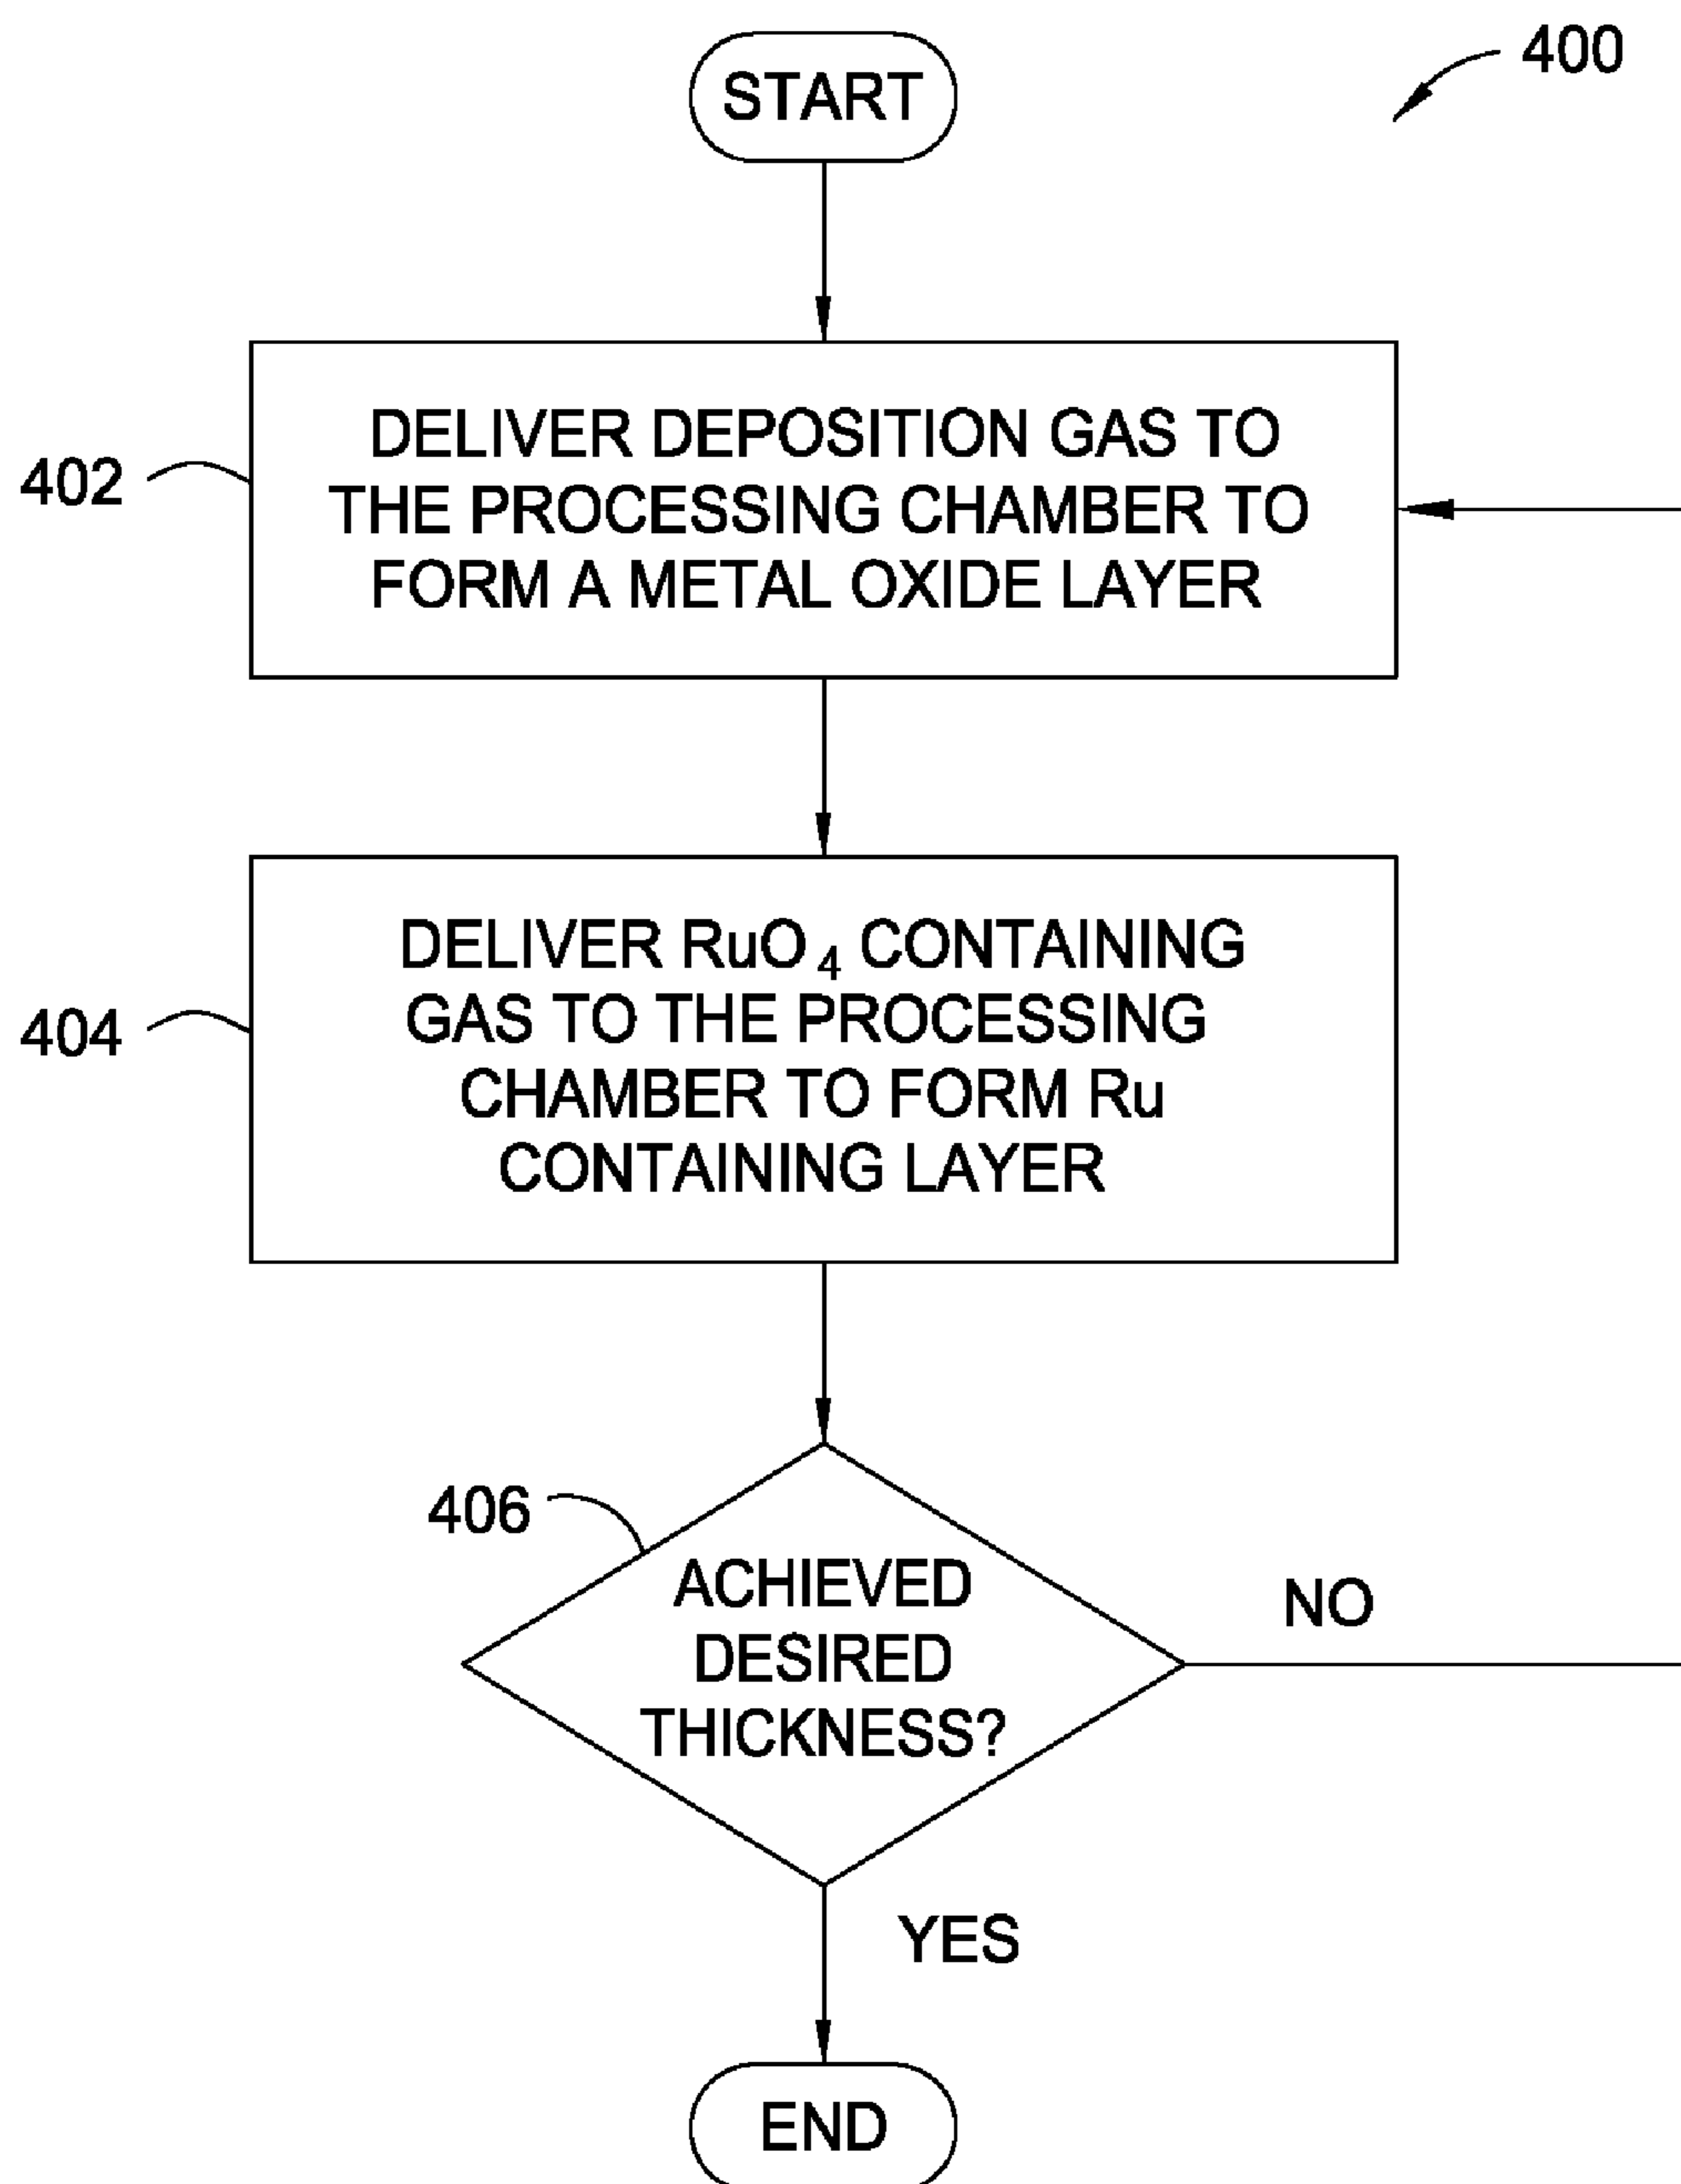 START
400
402
DELIVER DEPOSITION GAS TO
THE PROCESSING CHAMBER TO
FORM A METAL OXIDE LAYER
404
DELIVER RuO₄ CONTAINING
GAS TO THE PROCESSING
CHAMBER TO FORM Ru
CONTAINING LAYER
406
ACHIEVED
DESIRED
THICKNESS?
NO
YES
END